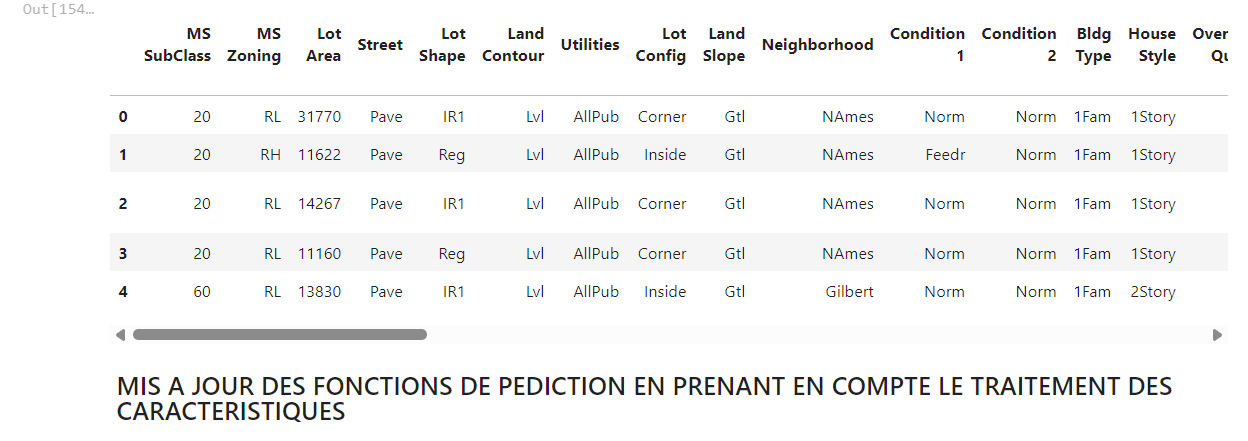 Out[154…
MS SubClass MS Zoning Lot Area Street Lot Shape Land Contour Utilities Lot Config Land Slope Neighborhood Condition 1 Condition 2 Bldg Type House Style Over Qu
0 20 RL 31770 Pave IR1 Lvl AllPub Corner Gtl NAmes Norm Norm 1Fam 1Story
1 20 RH 11622 Pave Reg Lvl AllPub Inside Gtl NAmes Feedr Norm 1Fam 1Story
2 20 RL 14267 Pave IR1 Lvl AllPub Corner Gtl NAmes Norm Norm 1Fam 1Story
3 20 RL 11160 Pave Reg Lvl AllPub Corner Gtl NAmes Norm Norm 1Fam 1Story
4 60 RL 13830 Pave IR1 Lvl AllPub Inside Gtl Gilbert Norm Norm 1Fam 2Story
MIS A JOUR DES FONCTIONS DE PEDICTION EN PRENANT EN COMPTE LE TRAITEMENT DES
CARACTERISTIQUES